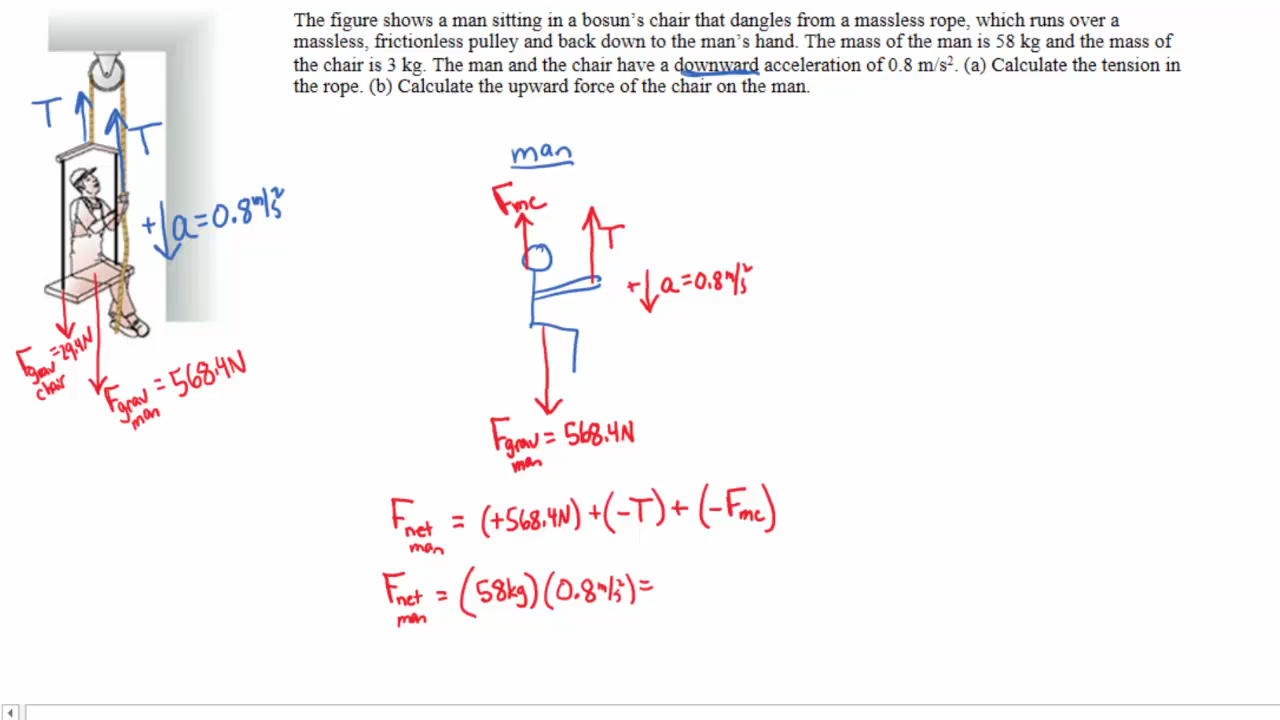 The figure shows a man sitting in a bosun's chair that dangles from a massless rope, which runs over a
massless, frictionless pulley and back down to the man's hand. The mass of the man is 58 kg and the mass of
the chair is 3 kg. The man and the chair have a downward acceleration of 0.8 m/s². (a) Calculate the tension in
the rope. (b) Calculate the upward force of the chair on the man.
T
T
+↓a=0.8 m/s²
Fgrav chair =29.4N
Fgrav man = 568.4N
man
Fmc
T
+↓a=0.8 m/s²
Fgrav man = 568.4N
Fnet man = (+568.4N)+(-T)+(-Fmc)
Fnet man = (58kg)(0.8 m/s²)=